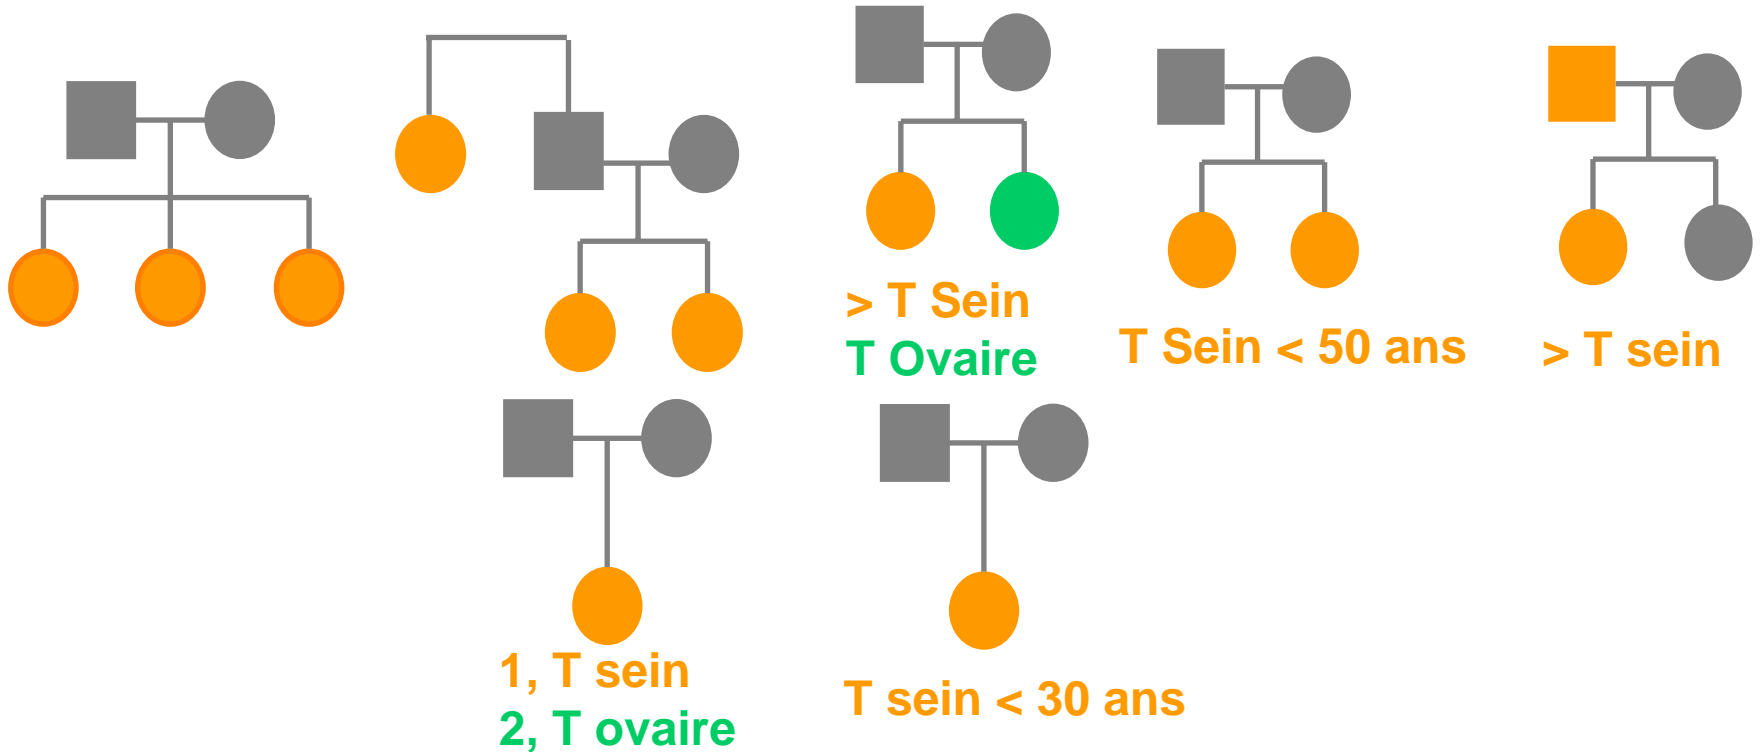 > T Sein
T Ovaire
T Sein < 50 ans
> T sein
1, T sein
2, T ovaire
T sein < 30 ans